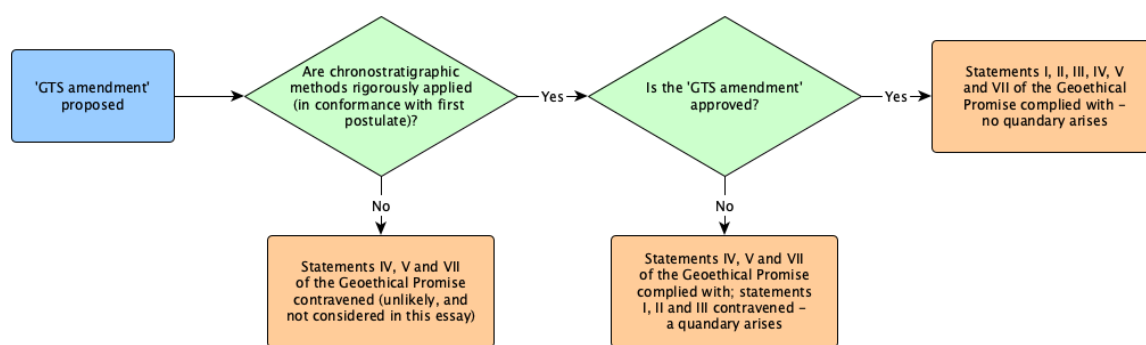 'GTS amendment'
proposed
Are chronostratigraphic
methods rigorously applied
(in conformance with first
postulate)?
Yes
Is the 'GTS amendment'
approved?
Yes
Statements I, II, III, IV, V
and VII of the Geoethical
Promise complied with –
no quandary arises
No
Statements IV, V and VII
of the Geoethical Promise
contravened (unlikely, and
not considered in this essay)
No
Statements IV, V and VII
of the Geoethical Promise
complied with; statements
I, II and III contravened –
a quandary arises